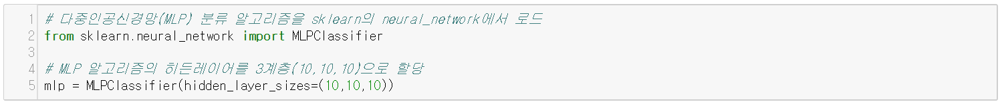 1 # 다중인공신경망(MLP) 분류 알고리즘을 sklearn의 neural_network에서 로드
2 from sklearn.neural_network import MLPClassifier
3
4 # MLP 알고리즘의 히든레이어를 3계층(10,10,10)으로 할당
5 mlp = MLPClassifier(hidden_layer_sizes=(10,10,10))